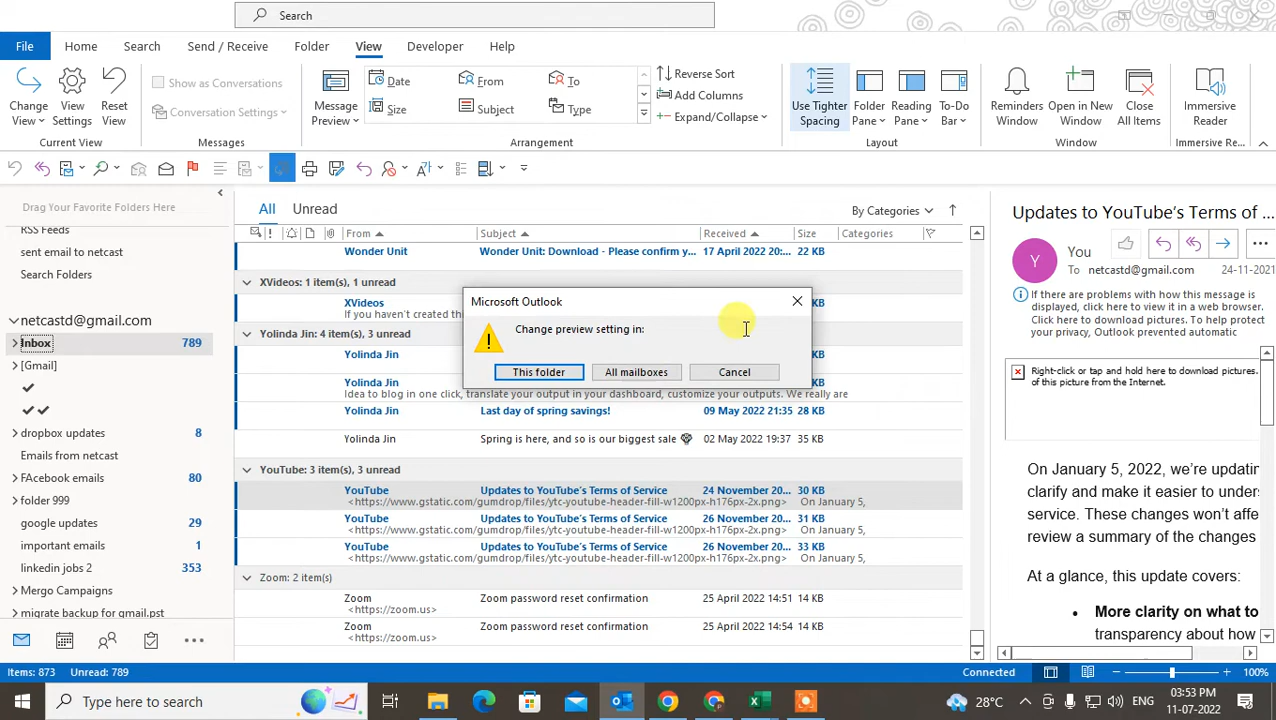 Search
File Home Search Send / Receive Folder View Developer Help
Change View View Settings Reset View
Show as Conversations
Conversation Settings
Message Preview
Date From To
Size Subject Type
Reverse Sort
Add Columns
Expand/Collapse
Use Tighter Spacing Folder Pane Reading Pane To-Do Bar
Reminders Window Open in New Window Close All Items
Immersive Reader
Current View Messages Arrangement Layout Window Immersive Re...
Drag Your Favorite Folders Here
RSS Feeds
sent email to netcast
Search Folders
netcastd@gmail.com
Inbox 789
[Gmail]
dropbox updates 8
Emails from netcast
FAcebook emails 80
folder 999
google updates 29
important emails 1
linkedin jobs 2 353
Mergo Campaigns
migrate backup for gmail.pst
All Unread By Categories
From Subject Received Size Categories
Wonder Unit Wonder Unit: Download - Please confirm y... 17 April 2022 20:... 22 KB
XVideos: 1 item(s), 1 unread
XVideos KB
If you haven't created thi
Yolinda Jin: 4 item(s), 3 unread
Yolinda Jin KB
Yolinda Jin KB
Idea to blog in one click, translate your output in your dashboard, customize your outputs. We really are
Yolinda Jin Last day of spring savings! 09 May 2022 21:35 28 KB
Yolinda Jin Spring is here, and so is our biggest sale 02 May 2022 19:37 35 KB
YouTube: 3 item(s), 3 unread
YouTube Updates to YouTube's Terms of Service 24 November 20... 30 KB
<https://www.gstatic.com/gumdrop/files/ytc-youtube-header-fill-w1200px-h176px-2x.png> On January 5,
YouTube Updates to YouTube's Terms of Service 26 November 20... 31 KB
<https://www.gstatic.com/gumdrop/files/ytc-youtube-header-fill-w1200px-h176px-2x.png> On January 5,
YouTube Updates to YouTube's Terms of Service 26 November 20... 33 KB
<https://www.gstatic.com/gumdrop/files/ytc-youtube-header-fill-w1200px-h176px-2x.png> On January 5,
Zoom: 2 item(s)
Zoom Zoom password reset confirmation 25 April 2022 14:51 14 KB
<https://zoom.us>
Zoom Zoom password reset confirmation 25 April 2022 14:54 14 KB
<https://zoom.us>
Microsoft Outlook
Change preview setting in:
This folder All mailboxes Cancel
Updates to YouTube's Terms of ...
Y
You
To netcastd@gmail.com 24-11-2021
If there are problems with how this message is
displayed, click here to view it in a web browser.
Click here to download pictures. To help protect
your privacy, Outlook prevented automatic
Right-click or tap and hold here to download pictures.
of this picture from the Internet.
On January 5, 2022, we're updatin
clarify and make it easier to under
service. These changes won't affe
review a summary of the changes
At a glance, this update covers:
• More clarity on what to
transparency about how
Items: 873 Unread: 789 Connected 100%
Type here to search
28°C ENG 03:53 PM
11-07-2022